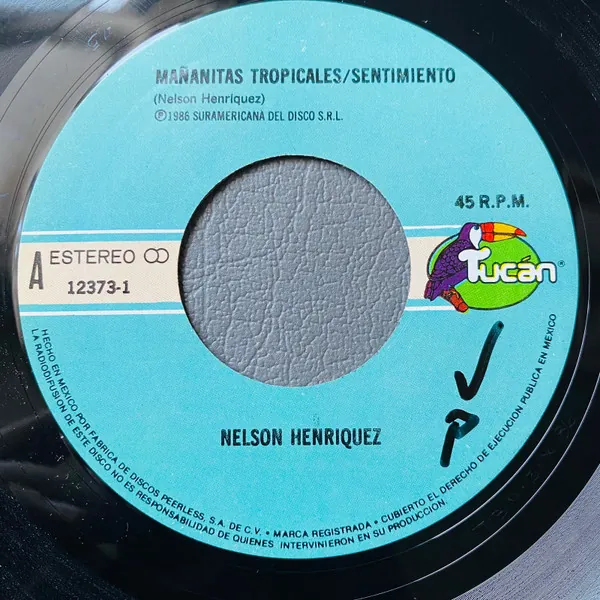 MAÑANITAS TROPICALES/SENTIMIENTO
(Nelson Henriquez)
Ⓟ1986 SURAMERICANA DEL DISCO S.R.L.
45 R.P.M.
A
ESTEREO
12373-1
Tucán®
NELSON HENRIQUEZ
HECHO EN MEXICO POR FABRICA DE DISCOS PEERLESS, S.A. DE C.V. • MARCA REGISTRADA • CUBIERTO EL DERECHO DE EJECUCION PUBLICA EN MEXICO
LA RADIODIFUSION DE ESTE DISCO NO ES RESPONSABILIDAD DE QUIENES INTERVINIERON EN SU PRODUCCION.